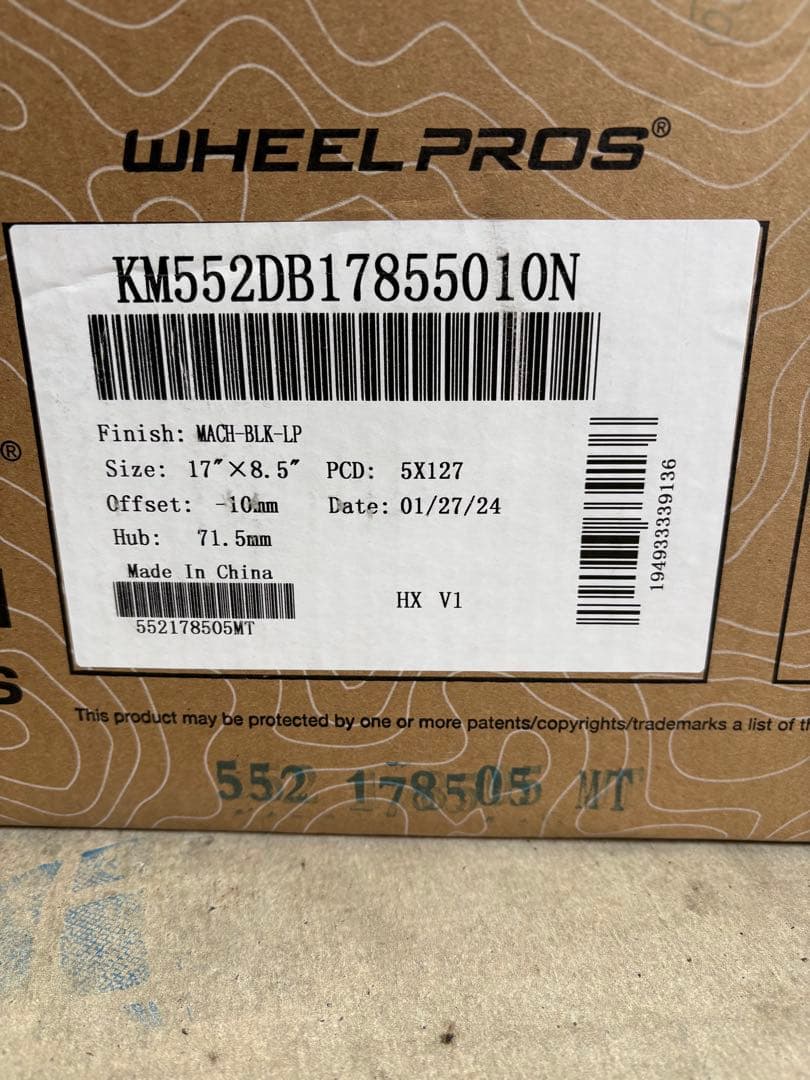 WHEEL PROS®
KM552DB17855010N
Finish: MACH-BLK-LP
Size: 17"×8.5" PCD: 5X127
Offset: -10mm Date: 01/27/24
Hub: 71.5mm
Made In China
552178505MT
HX V1
194933339136
®
S
This product may be protected by one or more patents/copyrights/trademarks a list of th
552 178505 MT